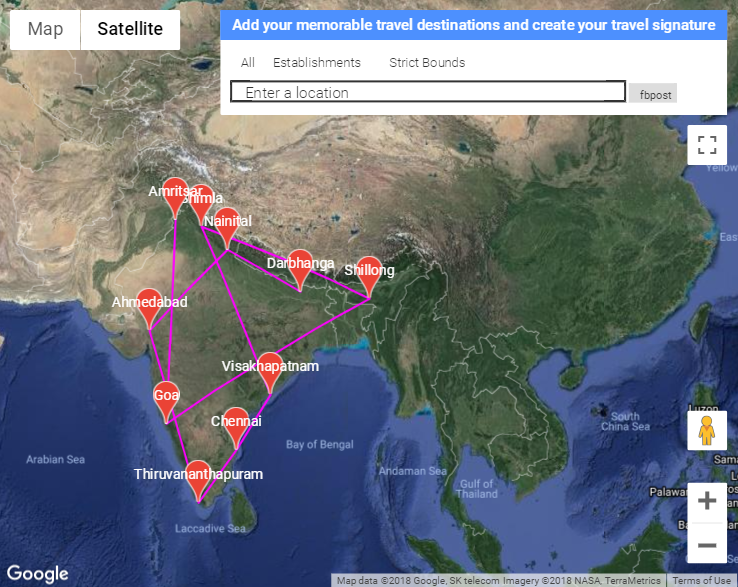 Map
Satellite
Add your memorable travel destinations and create your travel signature
All Establishments Strict Bounds
Enter a location
fbpost
Yellow
Amritsar
Shimla
Nainital
East
Darbhanga
Shillong
Ahmedabad
Visakhapatnam
Goa
Luzon
Chennai
South
China Sea
Bay of Bengal
Arabian Sea
Andaman Sea
Thiruvananthapuram
Gulf of
Thailand
Palawan
Laccadive Sea
Google
Map data ©2018 Google, SK telecom Imagery ©2018 NASA, TerraMetrics
Terms of Use